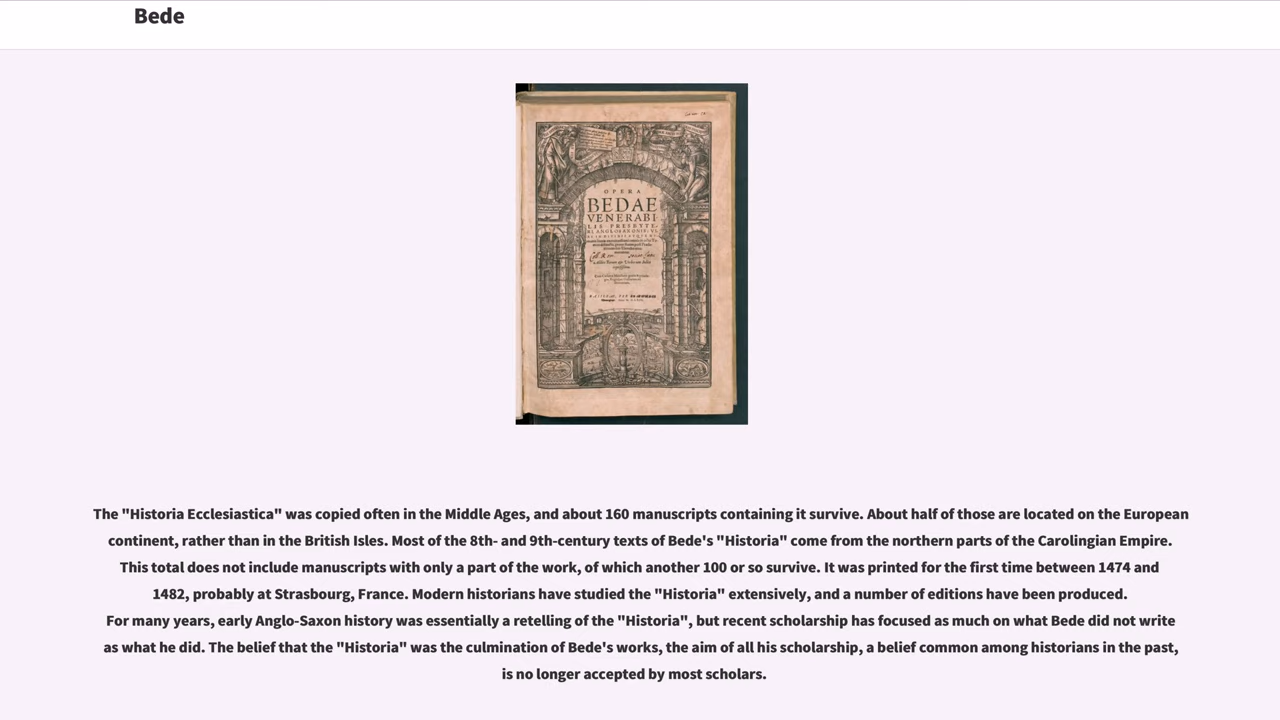 Bede
OPERA
BEDAE
VENERABI
LIS PRESBYTE-
The "Historia Ecclesiastica" was copied often in the Middle Ages, and about 160 manuscripts containing it survive. About half of those are located on the European
continent, rather than in the British Isles. Most of the 8th- and 9th-century texts of Bede's "Historia" come from the northern parts of the Carolingian Empire.
This total does not include manuscripts with only a part of the work, of which another 100 or so survive. It was printed for the first time between 1474 and
1482, probably at Strasbourg, France. Modern historians have studied the "Historia" extensively, and a number of editions have been produced.
For many years, early Anglo-Saxon history was essentially a retelling of the "Historia", but recent scholarship has focused as much on what Bede did not write
as what he did. The belief that the "Historia" was the culmination of Bede's works, the aim of all his scholarship, a belief common among historians in the past,
is no longer accepted by most scholars.